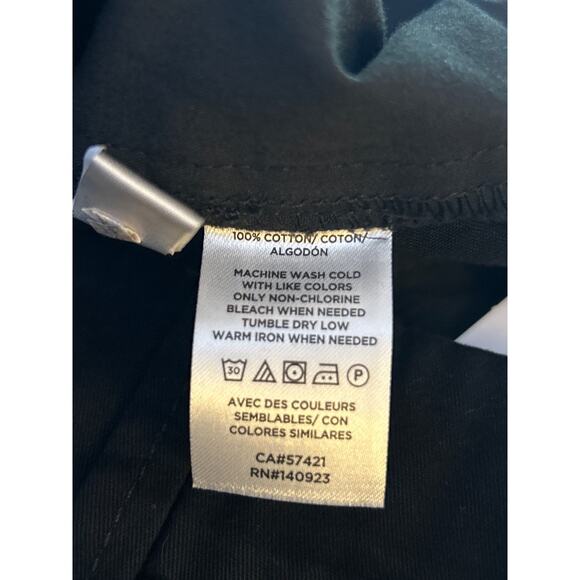 100% COTTON/ COTON/
ALGODÓN
MACHINE WASH COLD
WITH LIKE COLORS
ONLY NON-CHLORINE
BLEACH WHEN NEEDED
TUMBLE DRY LOW
WARM IRON WHEN NEEDED
30 P
AVEC DES COULEURS
SEMBLABLES/ CON
COLORES SIMILARES
CA#57421
RN#140923